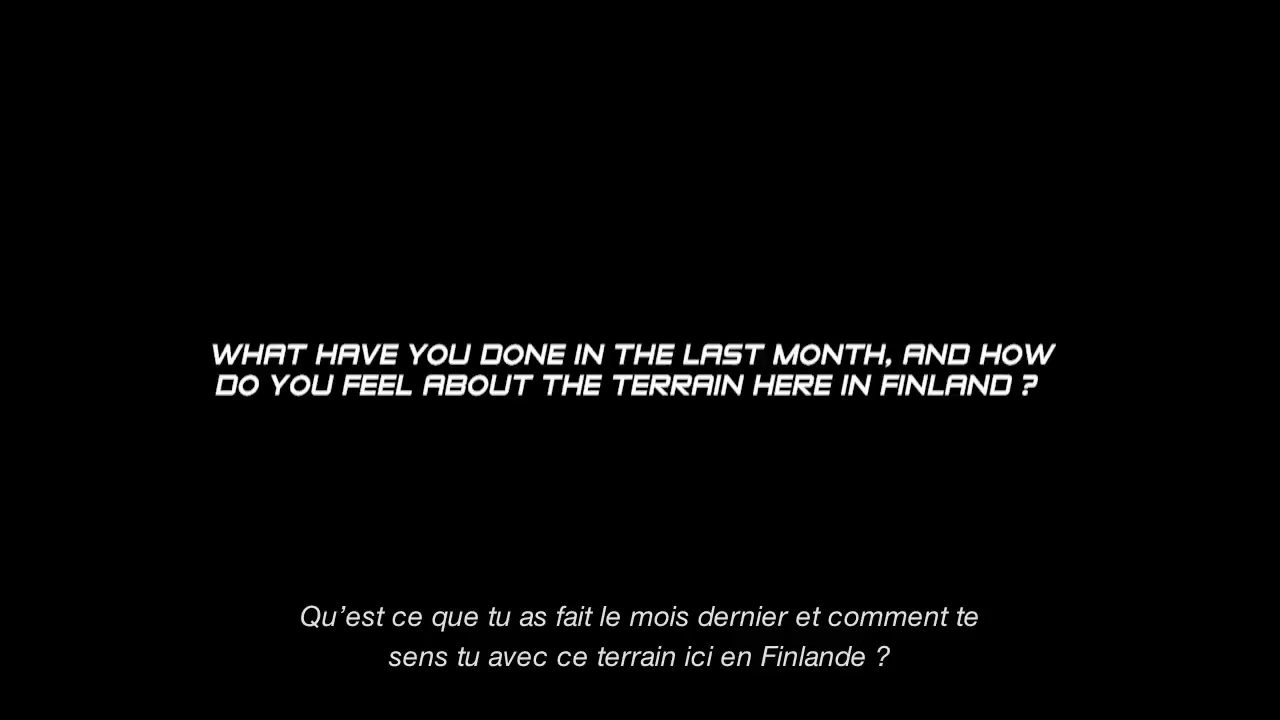 WHAT HAVE YOU DONE IN THE LAST MONTH, AND HOW
DO YOU FEEL ABOUT THE TERRAIN HERE IN FINLAND ?
Qu’est ce que tu as fait le mois dernier et comment te
sens tu avec ce terrain ici en Finlande ?